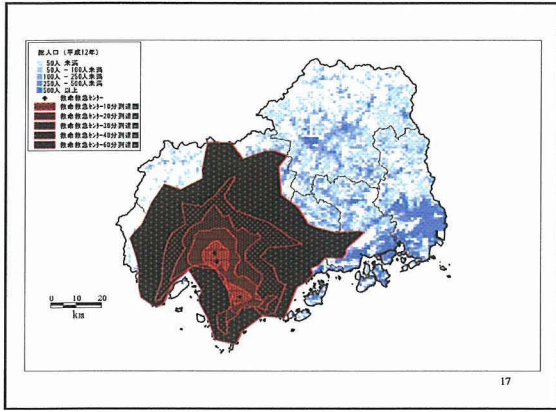 総人口（平成12年）
50人 未満
50人 - 100人未満
100人 - 250人未満
250人 - 500人未満
500人 以上
救命救急センター
救命救急センター10分到達圏
救命救急センター20分到達圏
救命救急センター30分到達圏
救命救急センター40分到達圏
救命救急センター60分到達圏
0 10 20
km
17